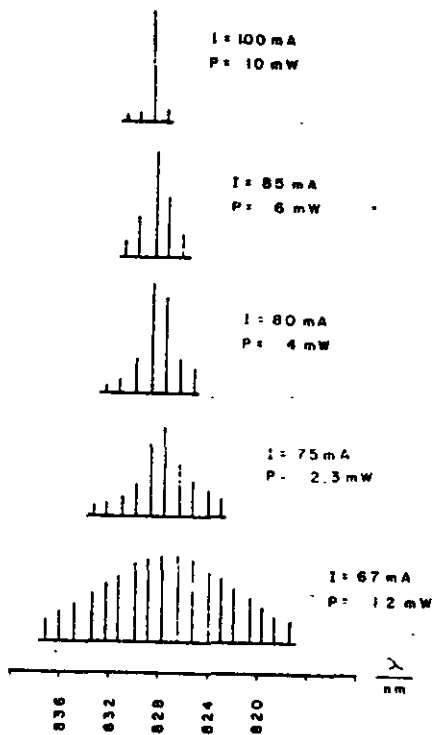 I = 100 mA
P = 10 mW
I = 85 mA
P = 6 mW
I = 80 mA
P = 4 mW
I = 75 mA
P - 2.3 mW
I = 67 mA
P = 1 2 mW
λ
nm
836
832
828
824
820